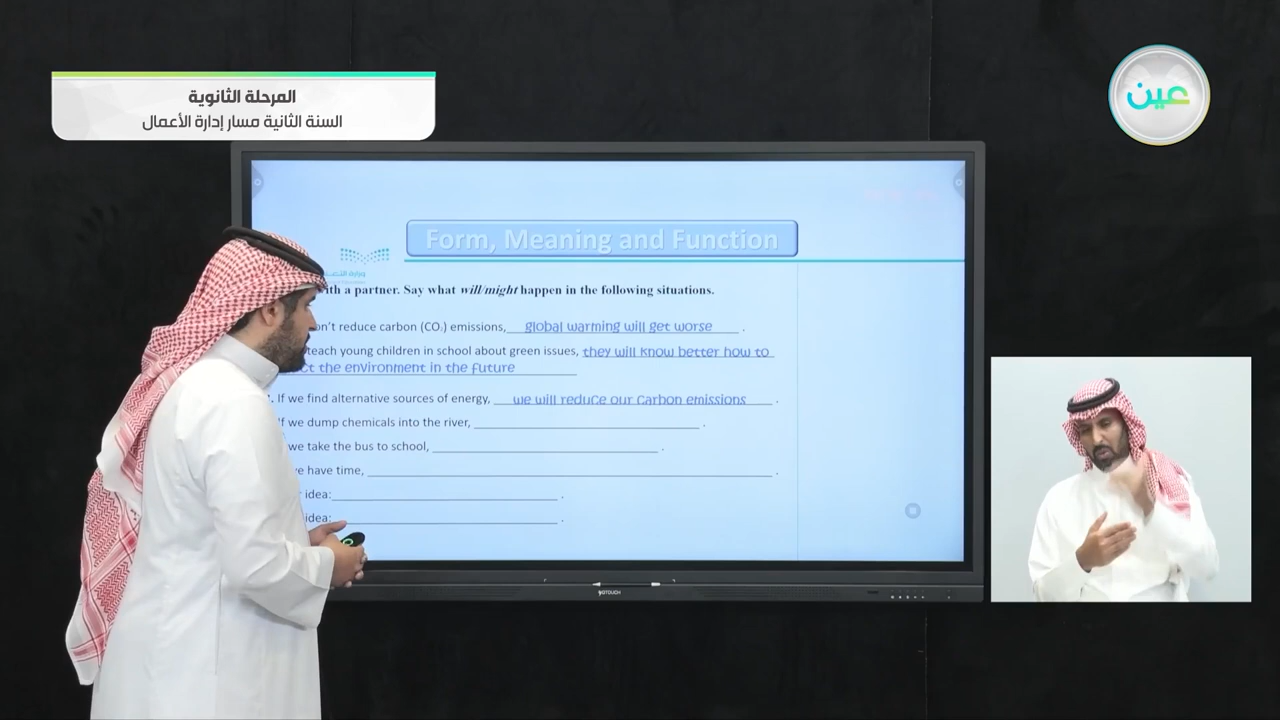 المرحلة الثانوية
السنة الثانية مسار إدارة الأعمال
عين
Form, Meaning and Function
with a partner. Say what will/might happen in the following situations.
reduce carbon (CO₂) emissions, global warming will get worse .
teach young children in school about green issues, they will know better how to
the environment in the future
If we find alternative sources of energy, we will reduce our carbon emissions .
If we dump chemicals into the river, .
we take the bus to school, .
have time, .
idea: .
idea: .